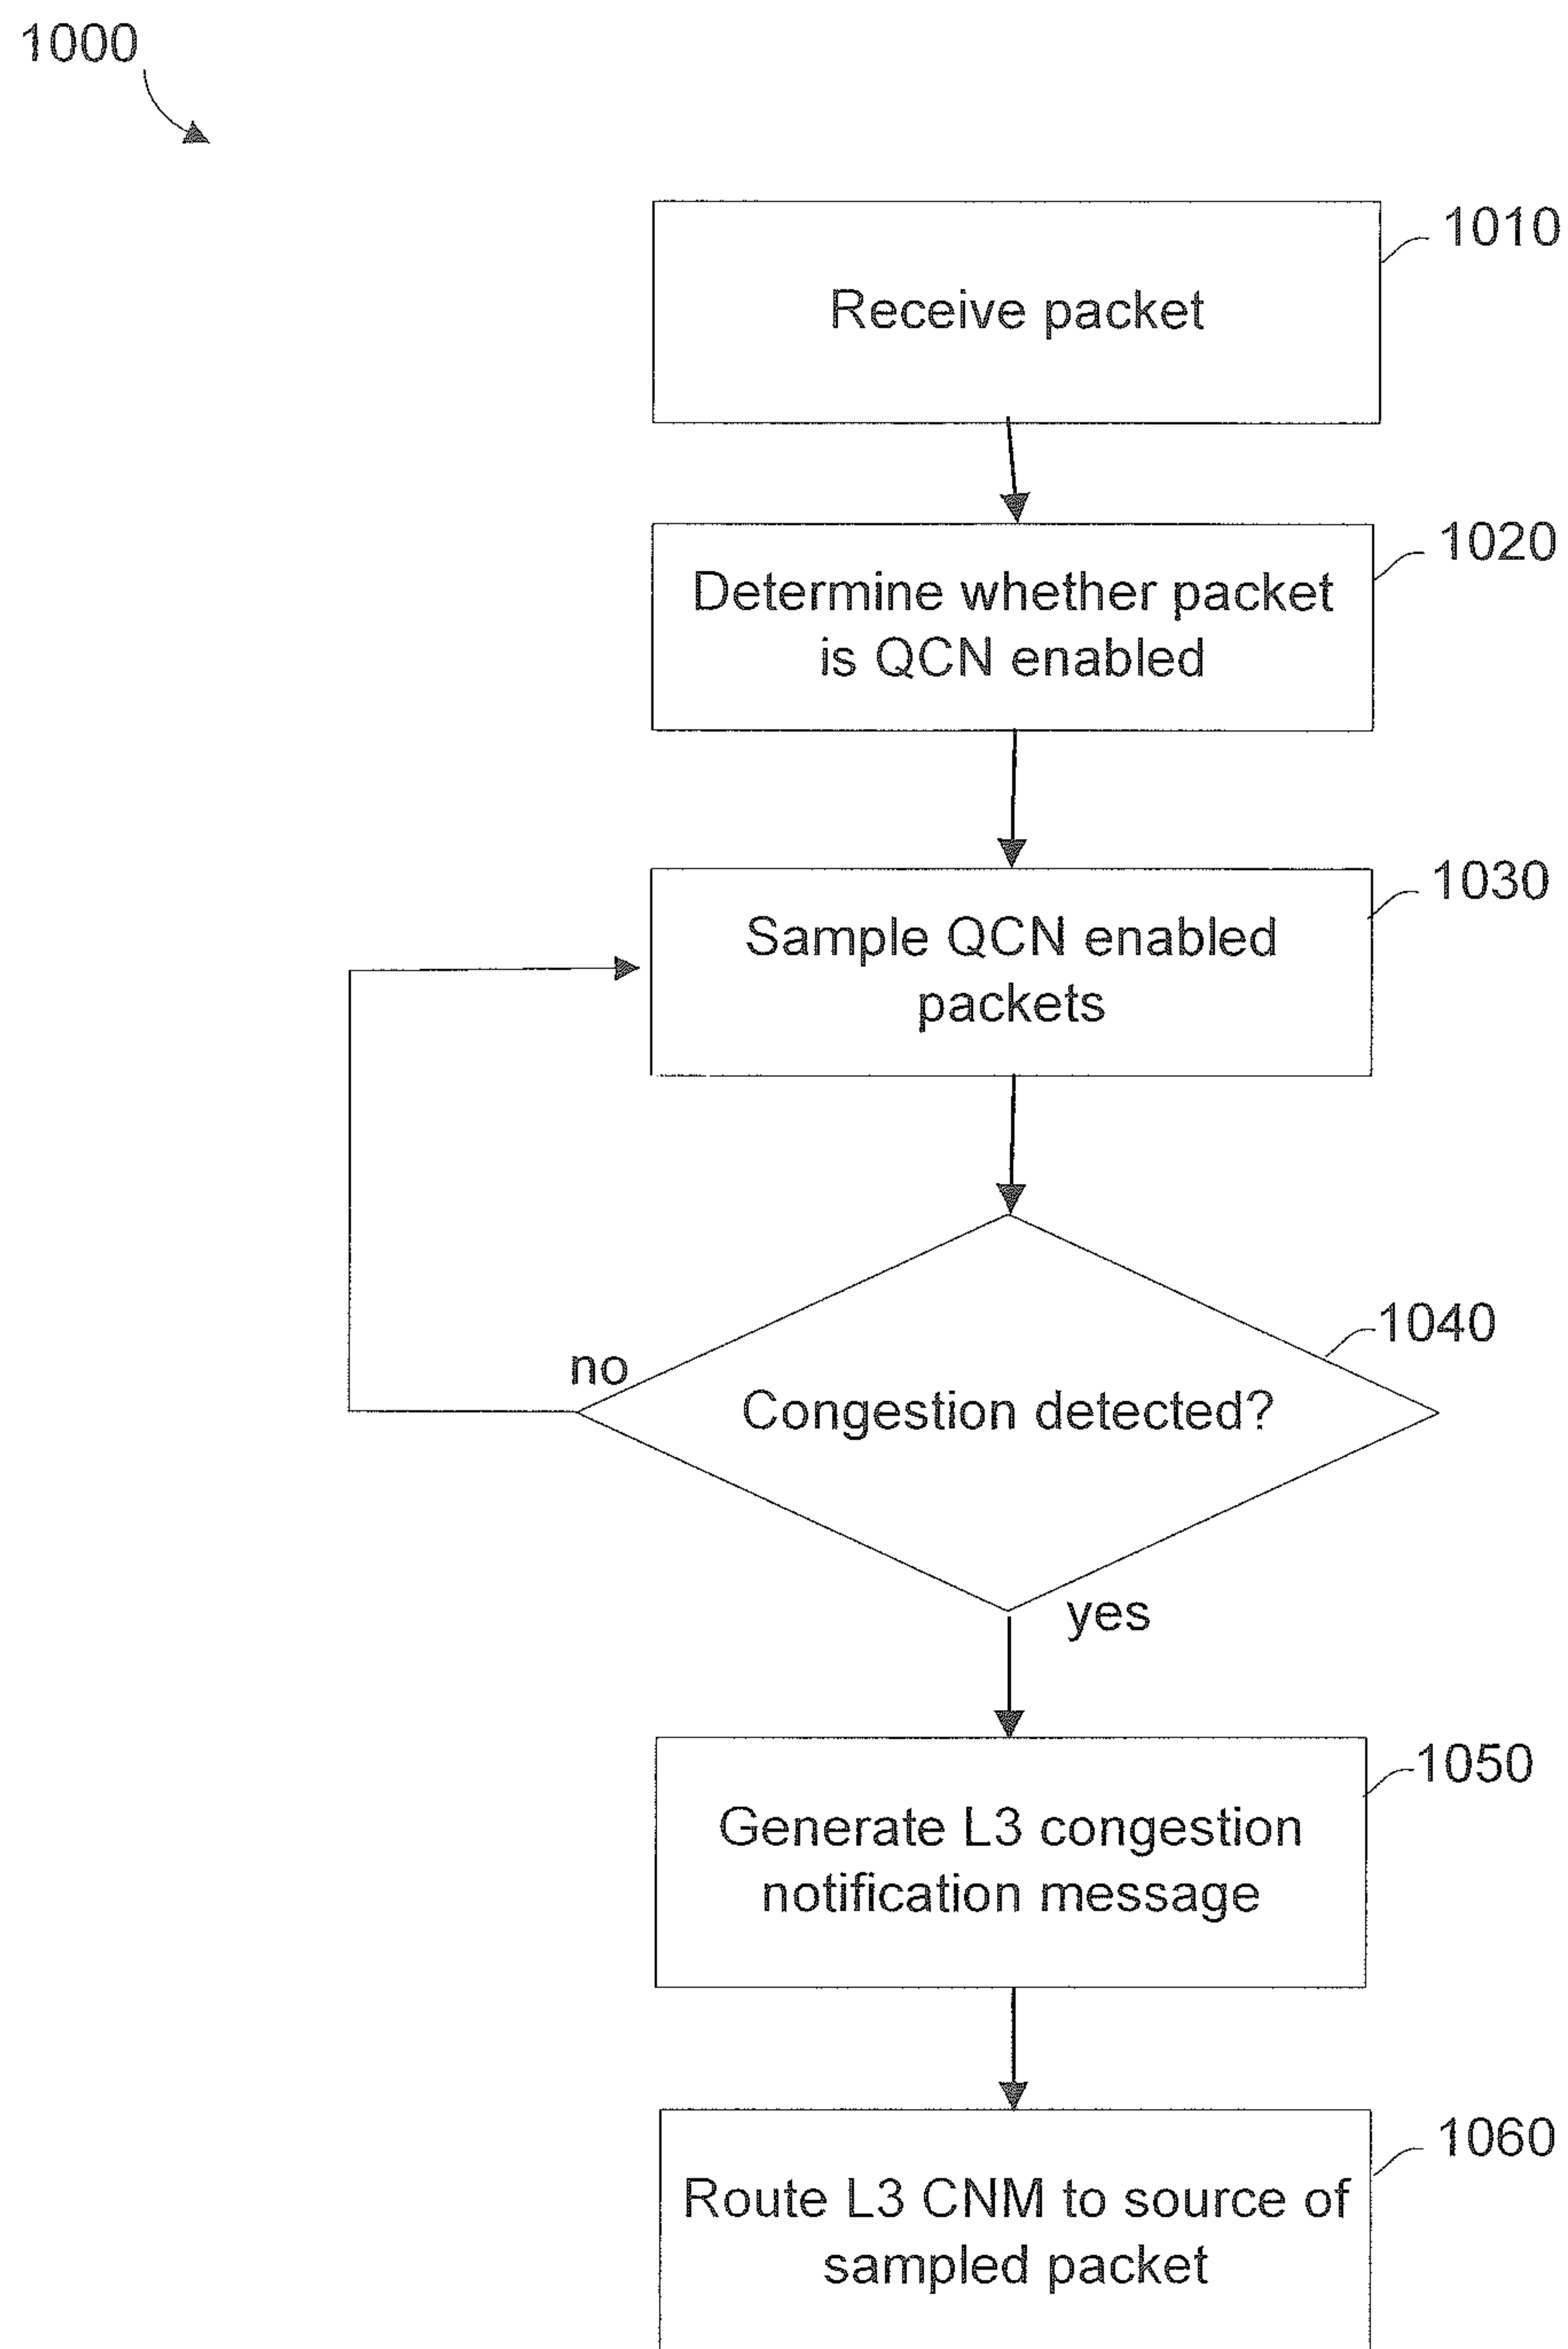 1000
1010
Receive packet
1020
Determine whether packet
is QCN enabled
1030
Sample QCN enabled
packets
1040
no
Congestion detected?
yes
1050
Generate L3 congestion
notification message
1060
Route L3 CNM to source of
sampled packet